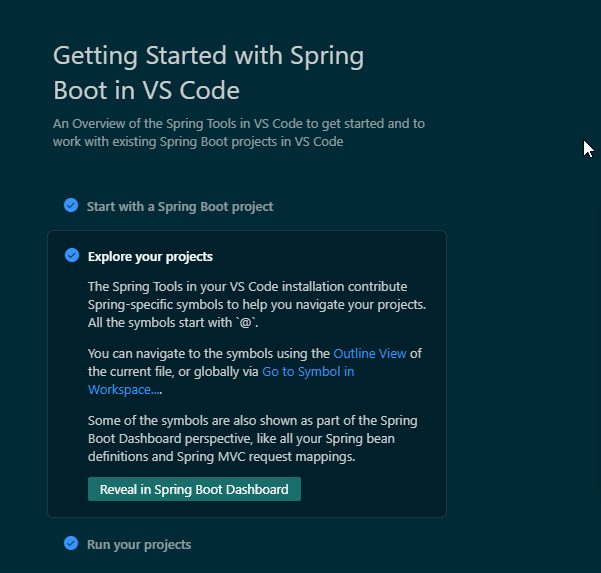 Getting Started with Spring
Boot in VS Code
An Overview of the Spring Tools in VS Code to get started and to
work with existing Spring Boot projects in VS Code
Start with a Spring Boot project
Explore your projects
The Spring Tools in your VS Code installation contribute
Spring-specific symbols to help you navigate your projects.
All the symbols start with `@`.
You can navigate to the symbols using the Outline View of
the current file, or globally via Go to Symbol in
Workspace....
Some of the symbols are also shown as part of the Spring
Boot Dashboard perspective, like all your Spring bean
definitions and Spring MVC request mappings.
Reveal in Spring Boot Dashboard
Run your projects